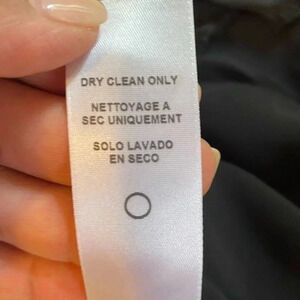 DRY CLEAN ONLY
NETTOYAGE A
SEC UNIQUEMENT
SOLO LAVADO
EN SECO